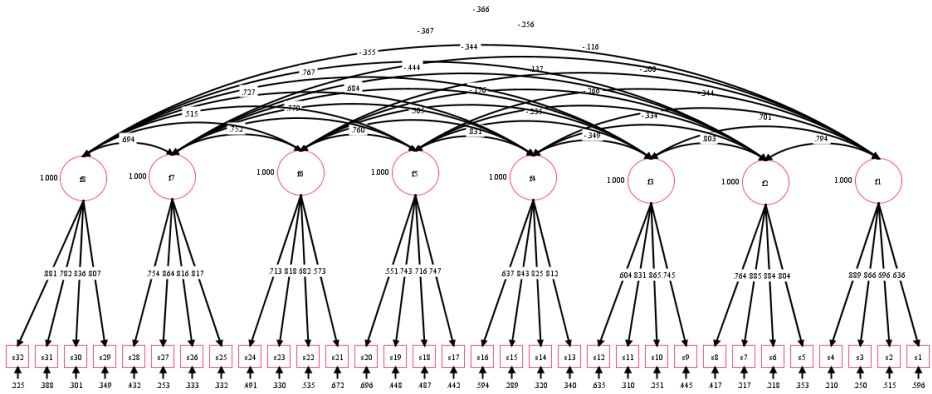 -.366
-.367 -.256
-.355 -.344 -.116
.767 -.444 .137
.727 .684 -.344
.515 .701
.694 .752 .760 .831 -.349 .803 .794
-.334
1.000 f8 1.000 f7 1.000 f6 1.000 f5 1.000 f4 1.000 f3 1.000 f2 1.000 f1
.881 .782 .836 .807 .754 .864 .816 .817 .713 .818 .682 .573 .551 .743 .716 .747 .637 .843 .825 .812 .604 .831 .865 .745 .764 .885 .884 .804 .889 .866 .696 .636
s32 s31 s30 s29 s28 s27 s26 s25 s24 s23 s22 s21 s20 s19 s18 s17 s16 s15 s14 s13 s12 s11 s10 s9 s8 s7 s6 s5 s4 s3 s2 s1
.225 .388 .301 .349 .432 .253 .333 .332 .491 .330 .535 .672 .696 .448 .487 .442 .594 .289 .320 .340 .635 .310 .251 .445 .417 .217 .218 .353 .210 .250 .515 .596